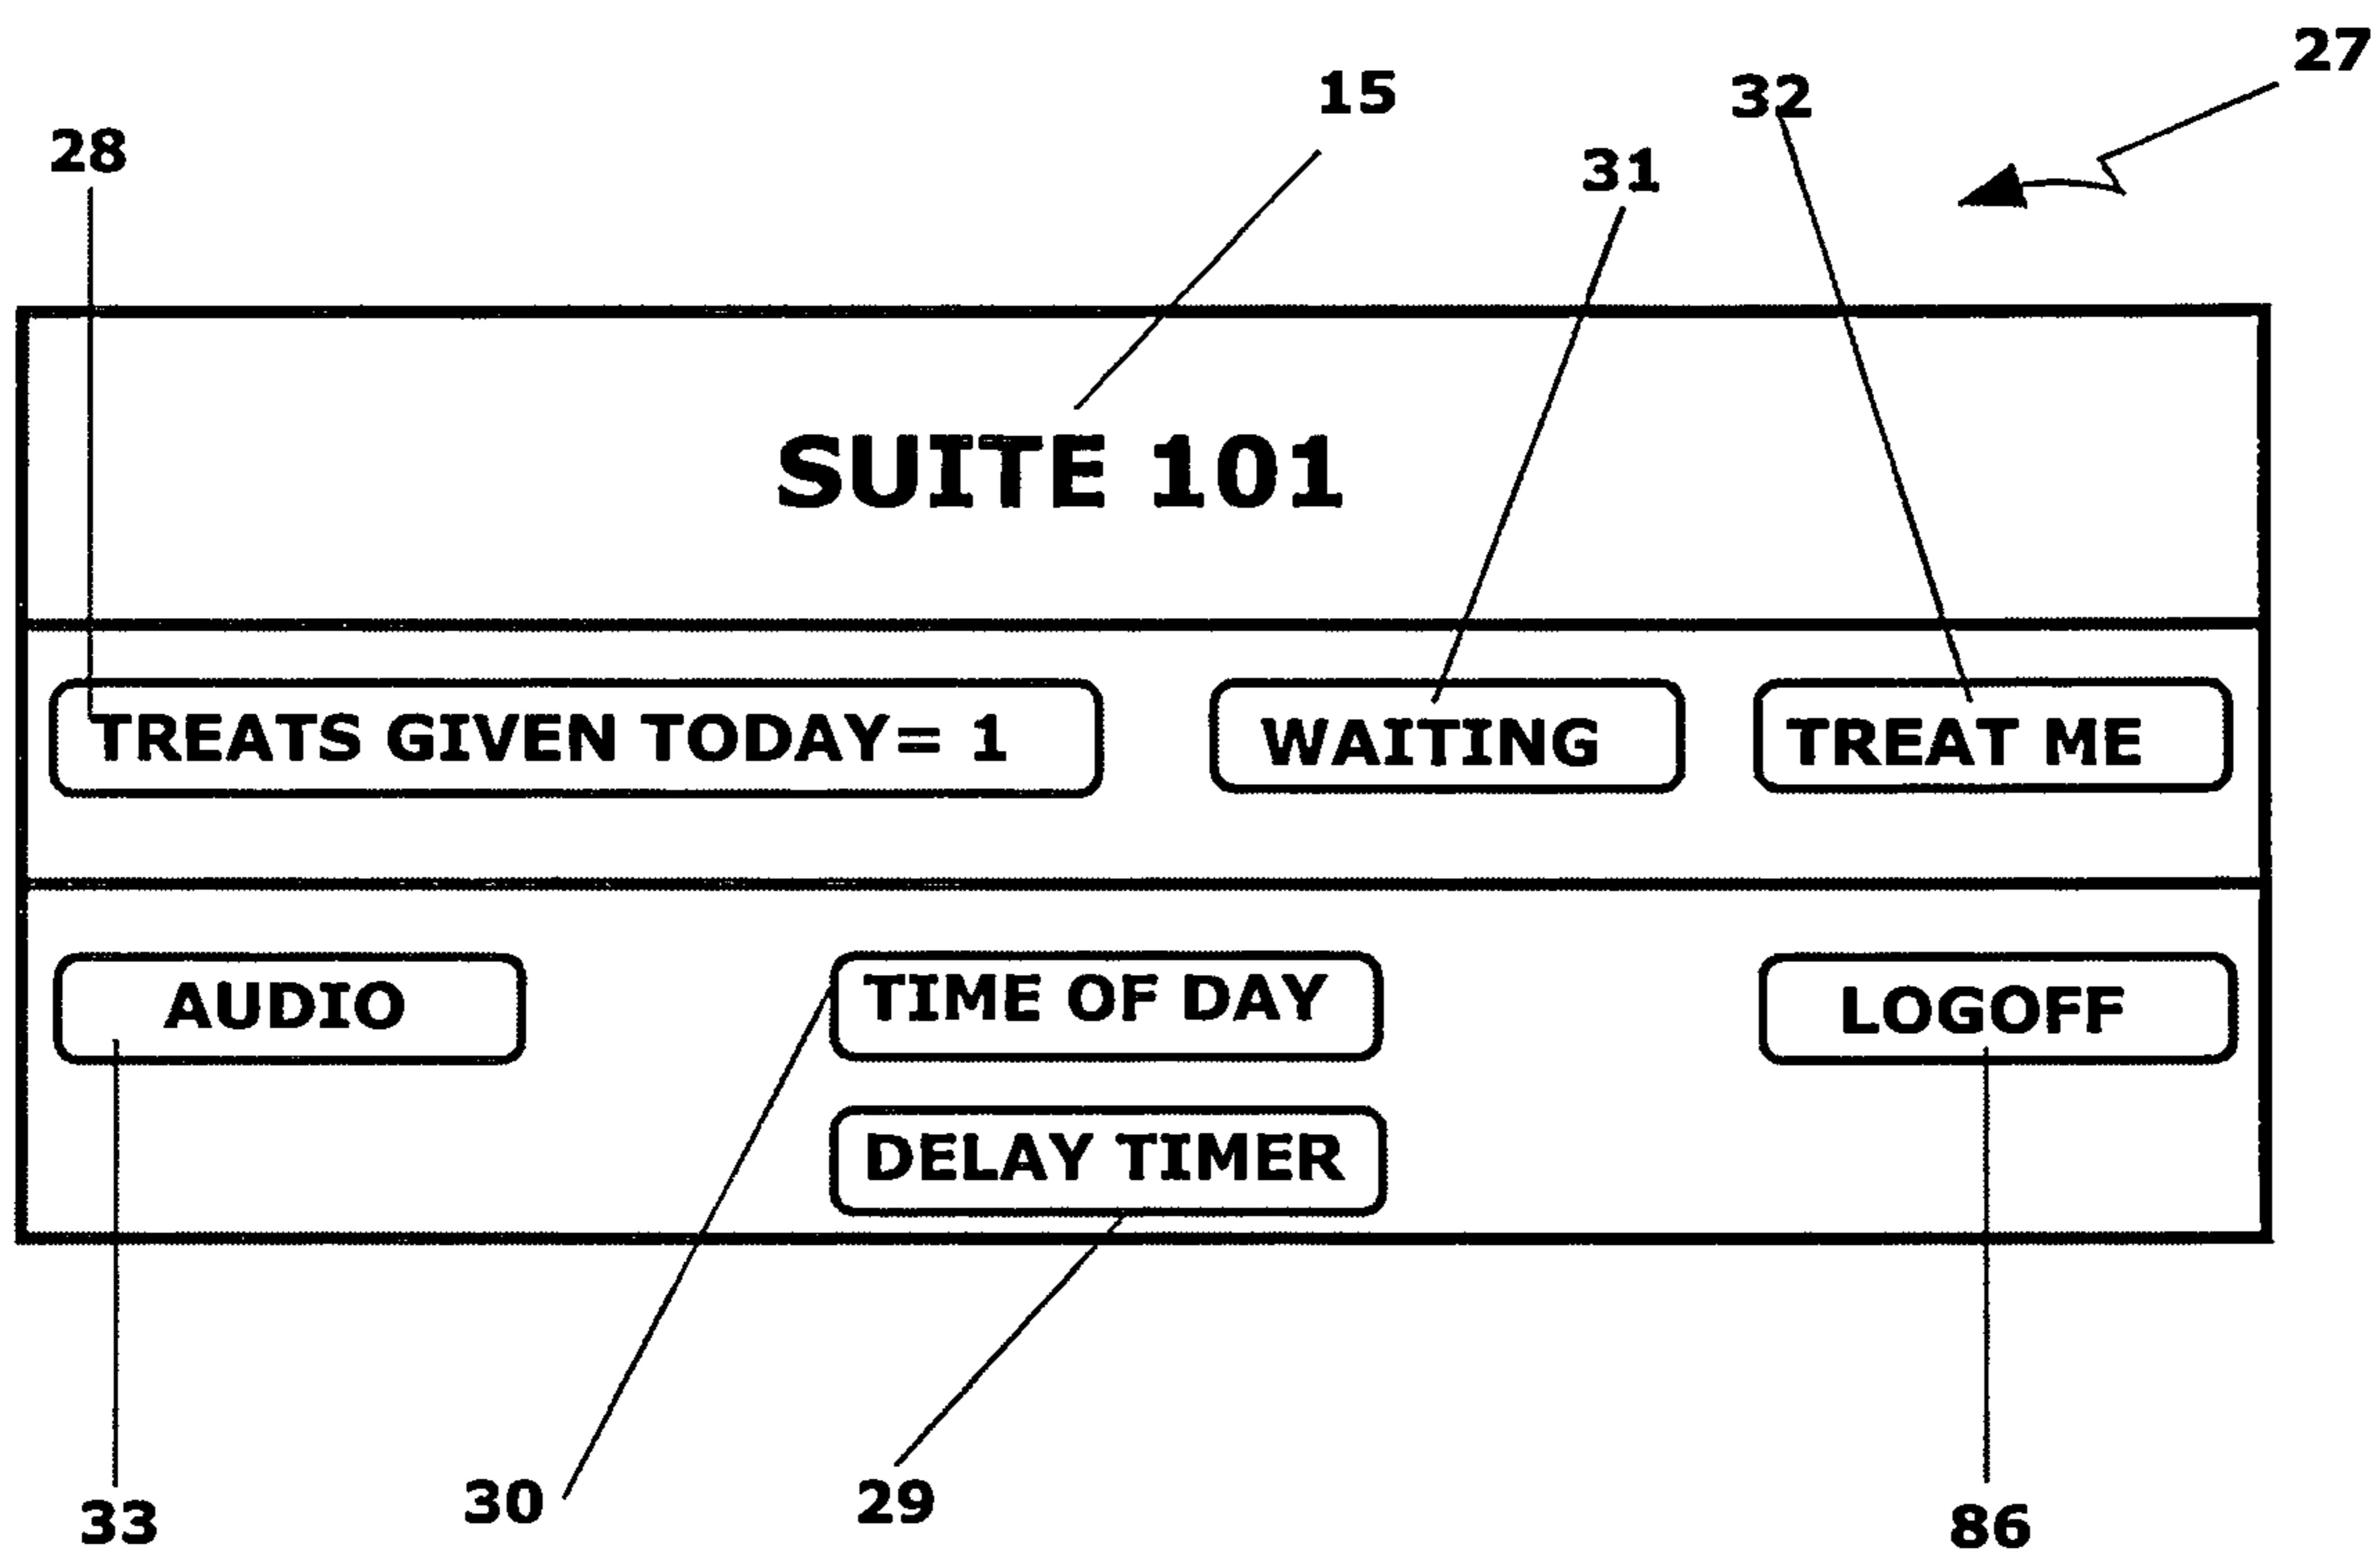 27
15
32
28
31
SUITE 101
TREATS GIVEN TODAY= 1
WAITING
TREAT ME
AUDIO
TIME OF DAY
LOGOFF
DELAY TIMER
33
30
29
86